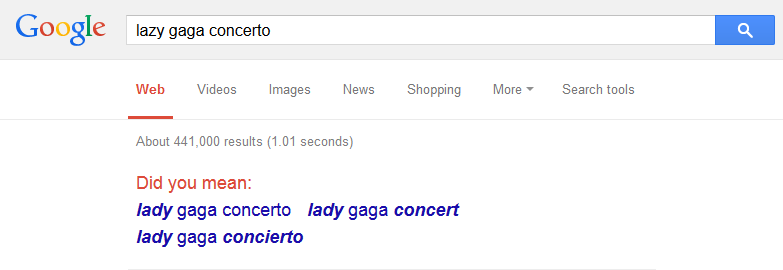 Google lazy gaga concerto
Web Videos Images News Shopping More Search tools
About 441,000 results (1.01 seconds)
Did you mean:
lady gaga concerto lady gaga concert
lady gaga concierto